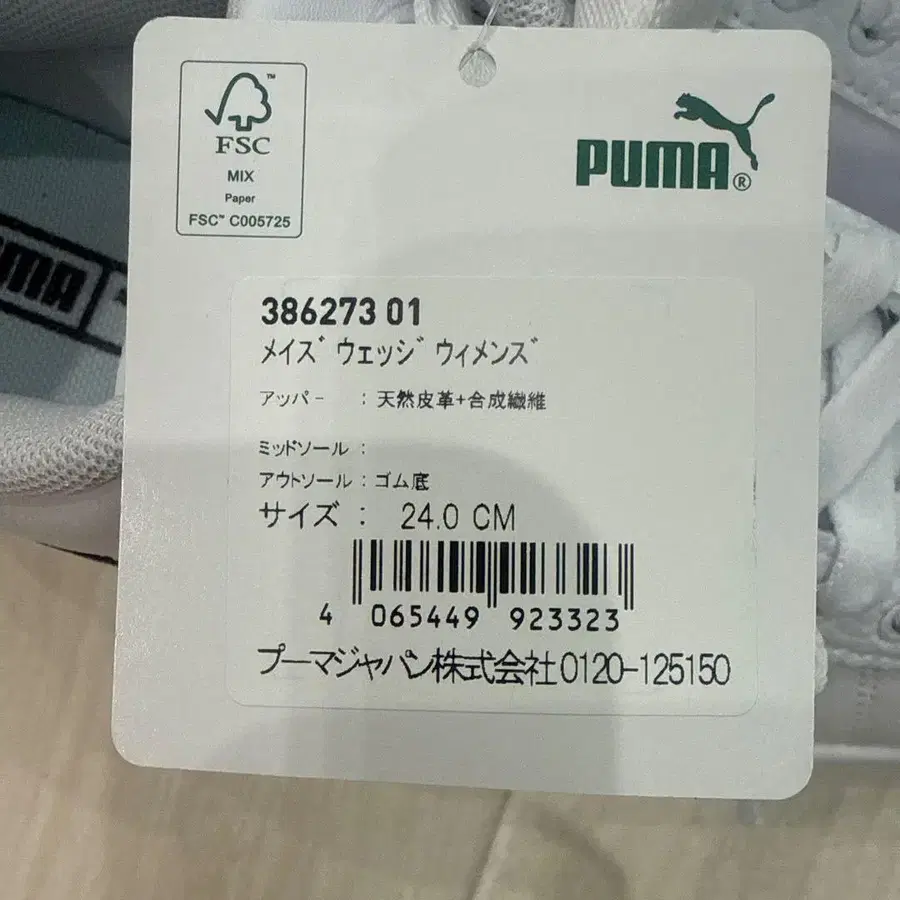 FSC™
MIX
Paper
FSC™ C005725
PUMA®
386273 01
メイズ ウェッジ ウィメンズ
アッパー : 天然皮革+合成繊維
ミッドソール :
アウトソール : ゴム底
サイズ : 24.0 CM
4 065449 923323
プーマジャパン株式会社0120-125150